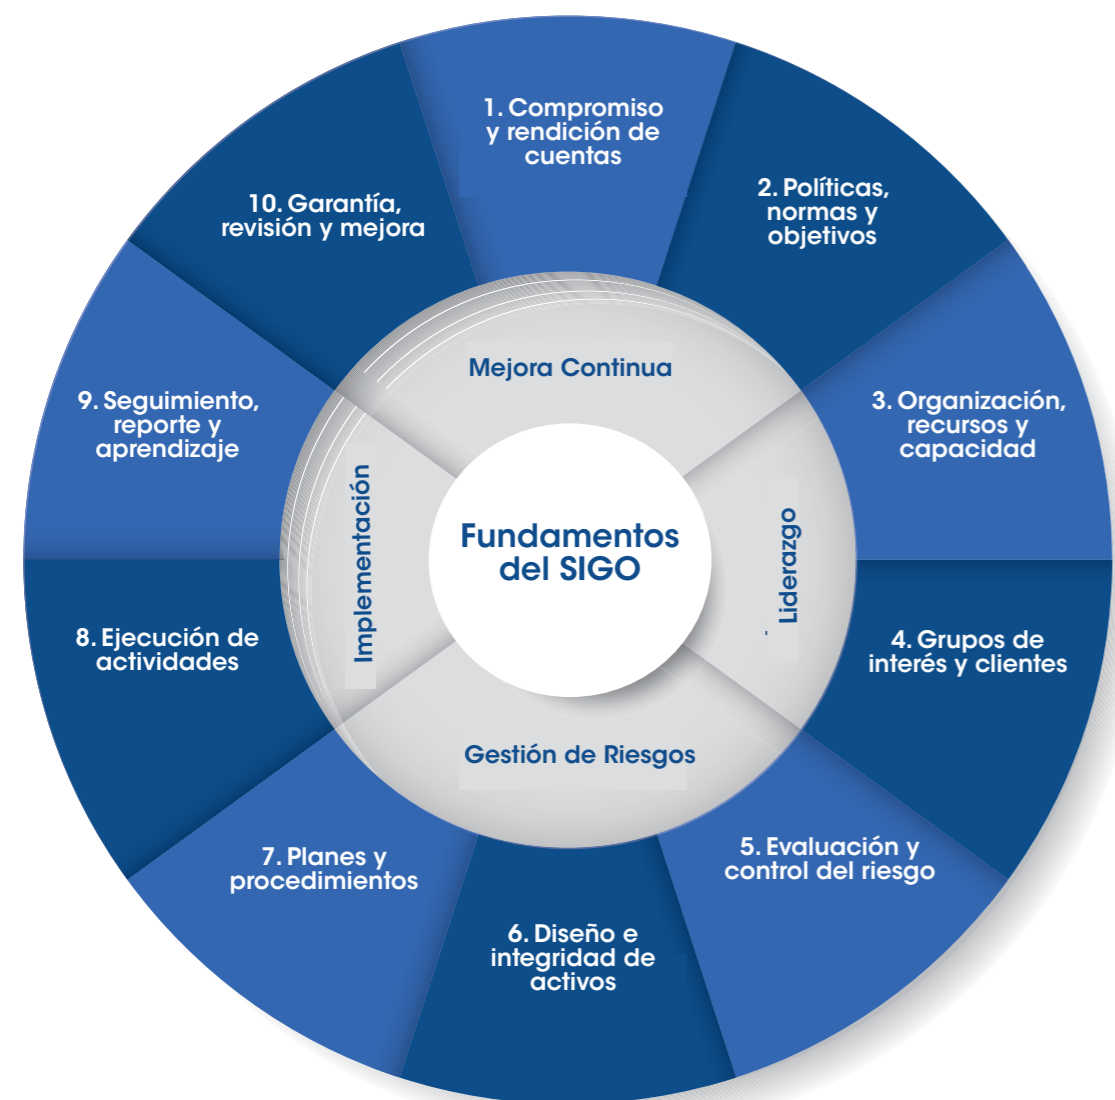 1. Compromiso
y rendición de
cuentas
2. Políticas,
normas y
objetivos
3. Organización,
recursos y
capacidad
4. Grupos de
interés y clientes
5. Evaluación y
control del riesgo
6. Diseño e
integridad de
activos
7. Planes y
procedimientos
8. Ejecución de
actividades
9. Seguimiento,
reporte y
aprendizaje
10. Garantía,
revisión y mejora
Mejora Continua
Liderazgo
Gestión de Riesgos
Implementación
Fundamentos
del SIGO